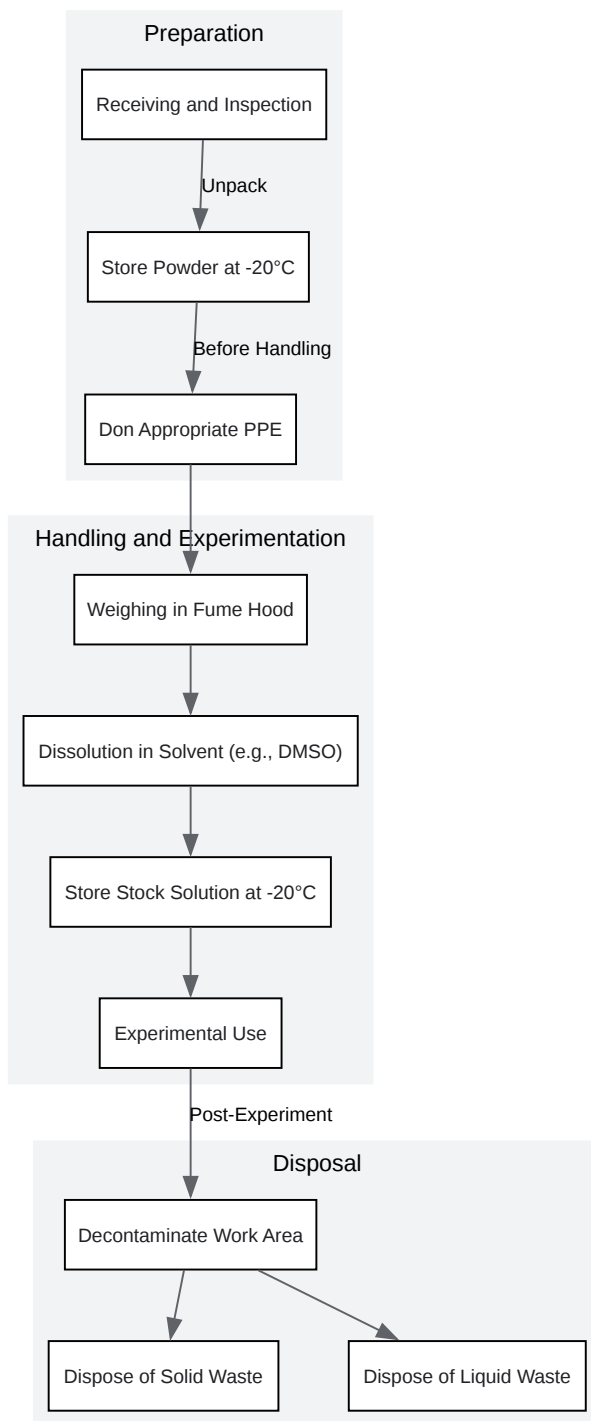 Preparation
Receiving and Inspection
Unpack
Store Powder at -20°C
Before Handling
Don Appropriate PPE
Handling and Experimentation
Weighing in Fume Hood
Dissolution in Solvent (e.g., DMSO)
Store Stock Solution at -20°C
Experimental Use
Post-Experiment
Disposal
Decontaminate Work Area
Dispose of Solid Waste
Dispose of Liquid Waste